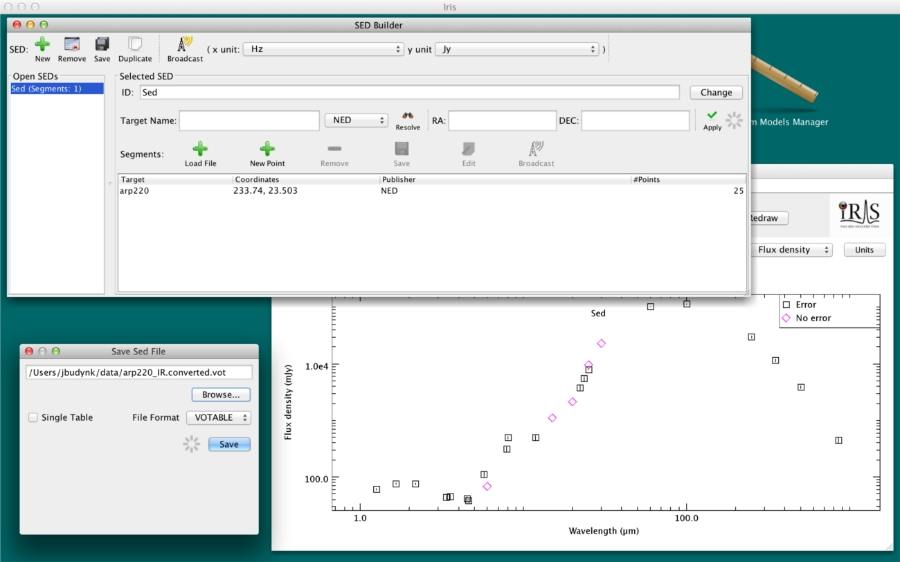 Iris
SED Builder
SED: New Remove Save Duplicate Broadcast ( x unit: Hz y unit Jy )
Open SEDs
Sed (Segments: 1)
Selected SED
ID: Sed Change
Target Name: NED Resolve RA: DEC: Apply
Segments: Load File New Point Remove Save Edit Broadcast
Target Coordinates Publisher #Points
arp220 233.74, 23.503 NED 25
m Models Manager
Redraw
IRIS
Flux density Units
Sed
Error
No error
1.0e4
100.0
Flux density (mJy)
1.0 100.0
Wavelength (μm)
Save Sed File
/Users/jbudynk/data/arp220_IR.converted.vot
Browse...
Single Table File Format VOTABLE
Save